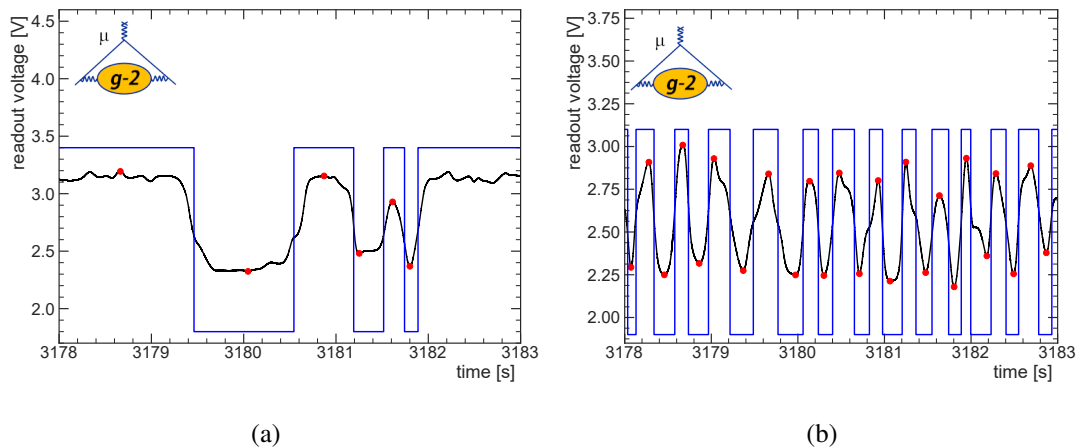 readout voltage [V]
4.5
4.0
3.5
3.0
2.5
2.0
μ
g-2
3178 3179 3180 3181 3182 3183
time [s]
(a)
readout voltage [V]
3.75
3.50
3.25
3.00
2.75
2.50
2.25
2.00
μ
g-2
3178 3179 3180 3181 3182 3183
time [s]
(b)